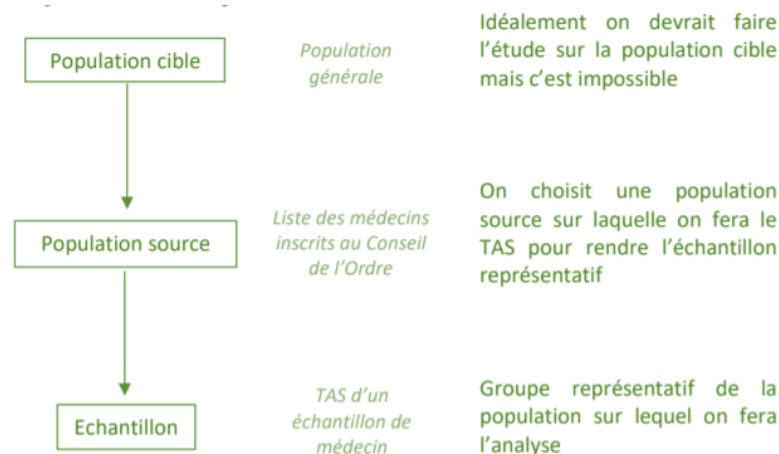 Population cible
Population
générale
Idéalement on devrait faire
l'étude sur la population cible
mais c'est impossible
Population source
Liste des médecins
inscrits au Conseil
de l'Ordre
On choisit une population
source sur laquelle on fera le
TAS pour rendre l'échantillon
représentatif
Echantillon
TAS d'un
échantillon de
médecin
Groupe représentatif de la
population sur lequel on fera
l'analyse